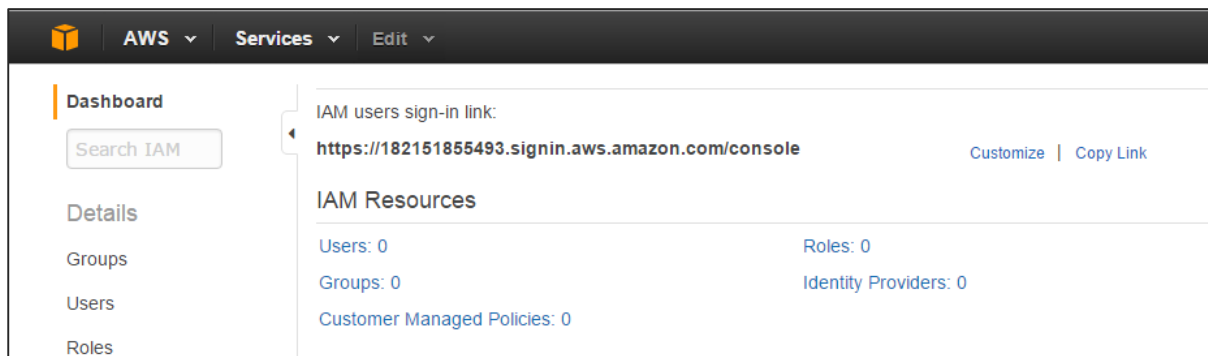 AWS Services Edit
Dashboard
Search IAM
Details
Groups
Users
Roles
IAM users sign-in link:
https://182151855493.signin.aws.amazon.com/console Customize | Copy Link
IAM Resources
Users: 0 Roles: 0
Groups: 0 Identity Providers: 0
Customer Managed Policies: 0